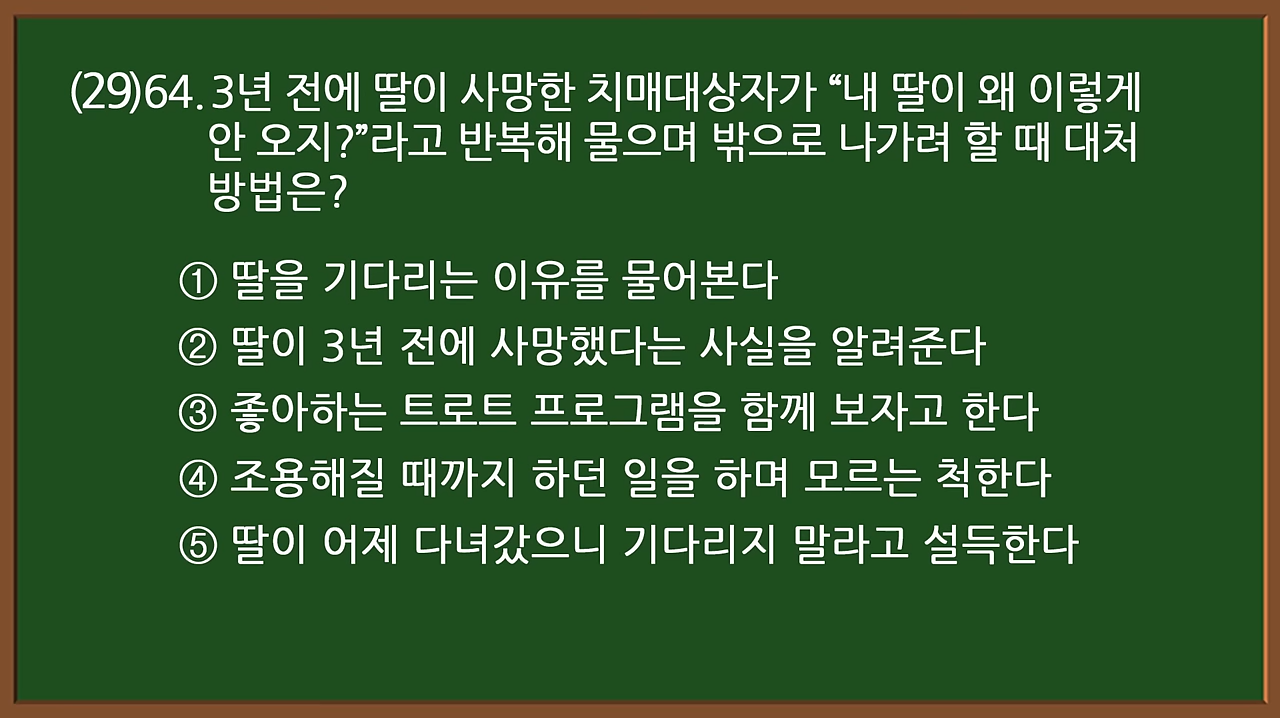 (29)64. 3년 전에 딸이 사망한 치매대상자가 “내 딸이 왜 이렇게
안 오지?”라고 반복해 물으며 밖으로 나가려 할 때 대처
방법은?
① 딸을 기다리는 이유를 물어본다
② 딸이 3년 전에 사망했다는 사실을 알려준다
③ 좋아하는 트로트 프로그램을 함께 보자고 한다
④ 조용해질 때까지 하던 일을 하며 모르는 척한다
⑤ 딸이 어제 다녀갔으니 기다리지 말라고 설득한다